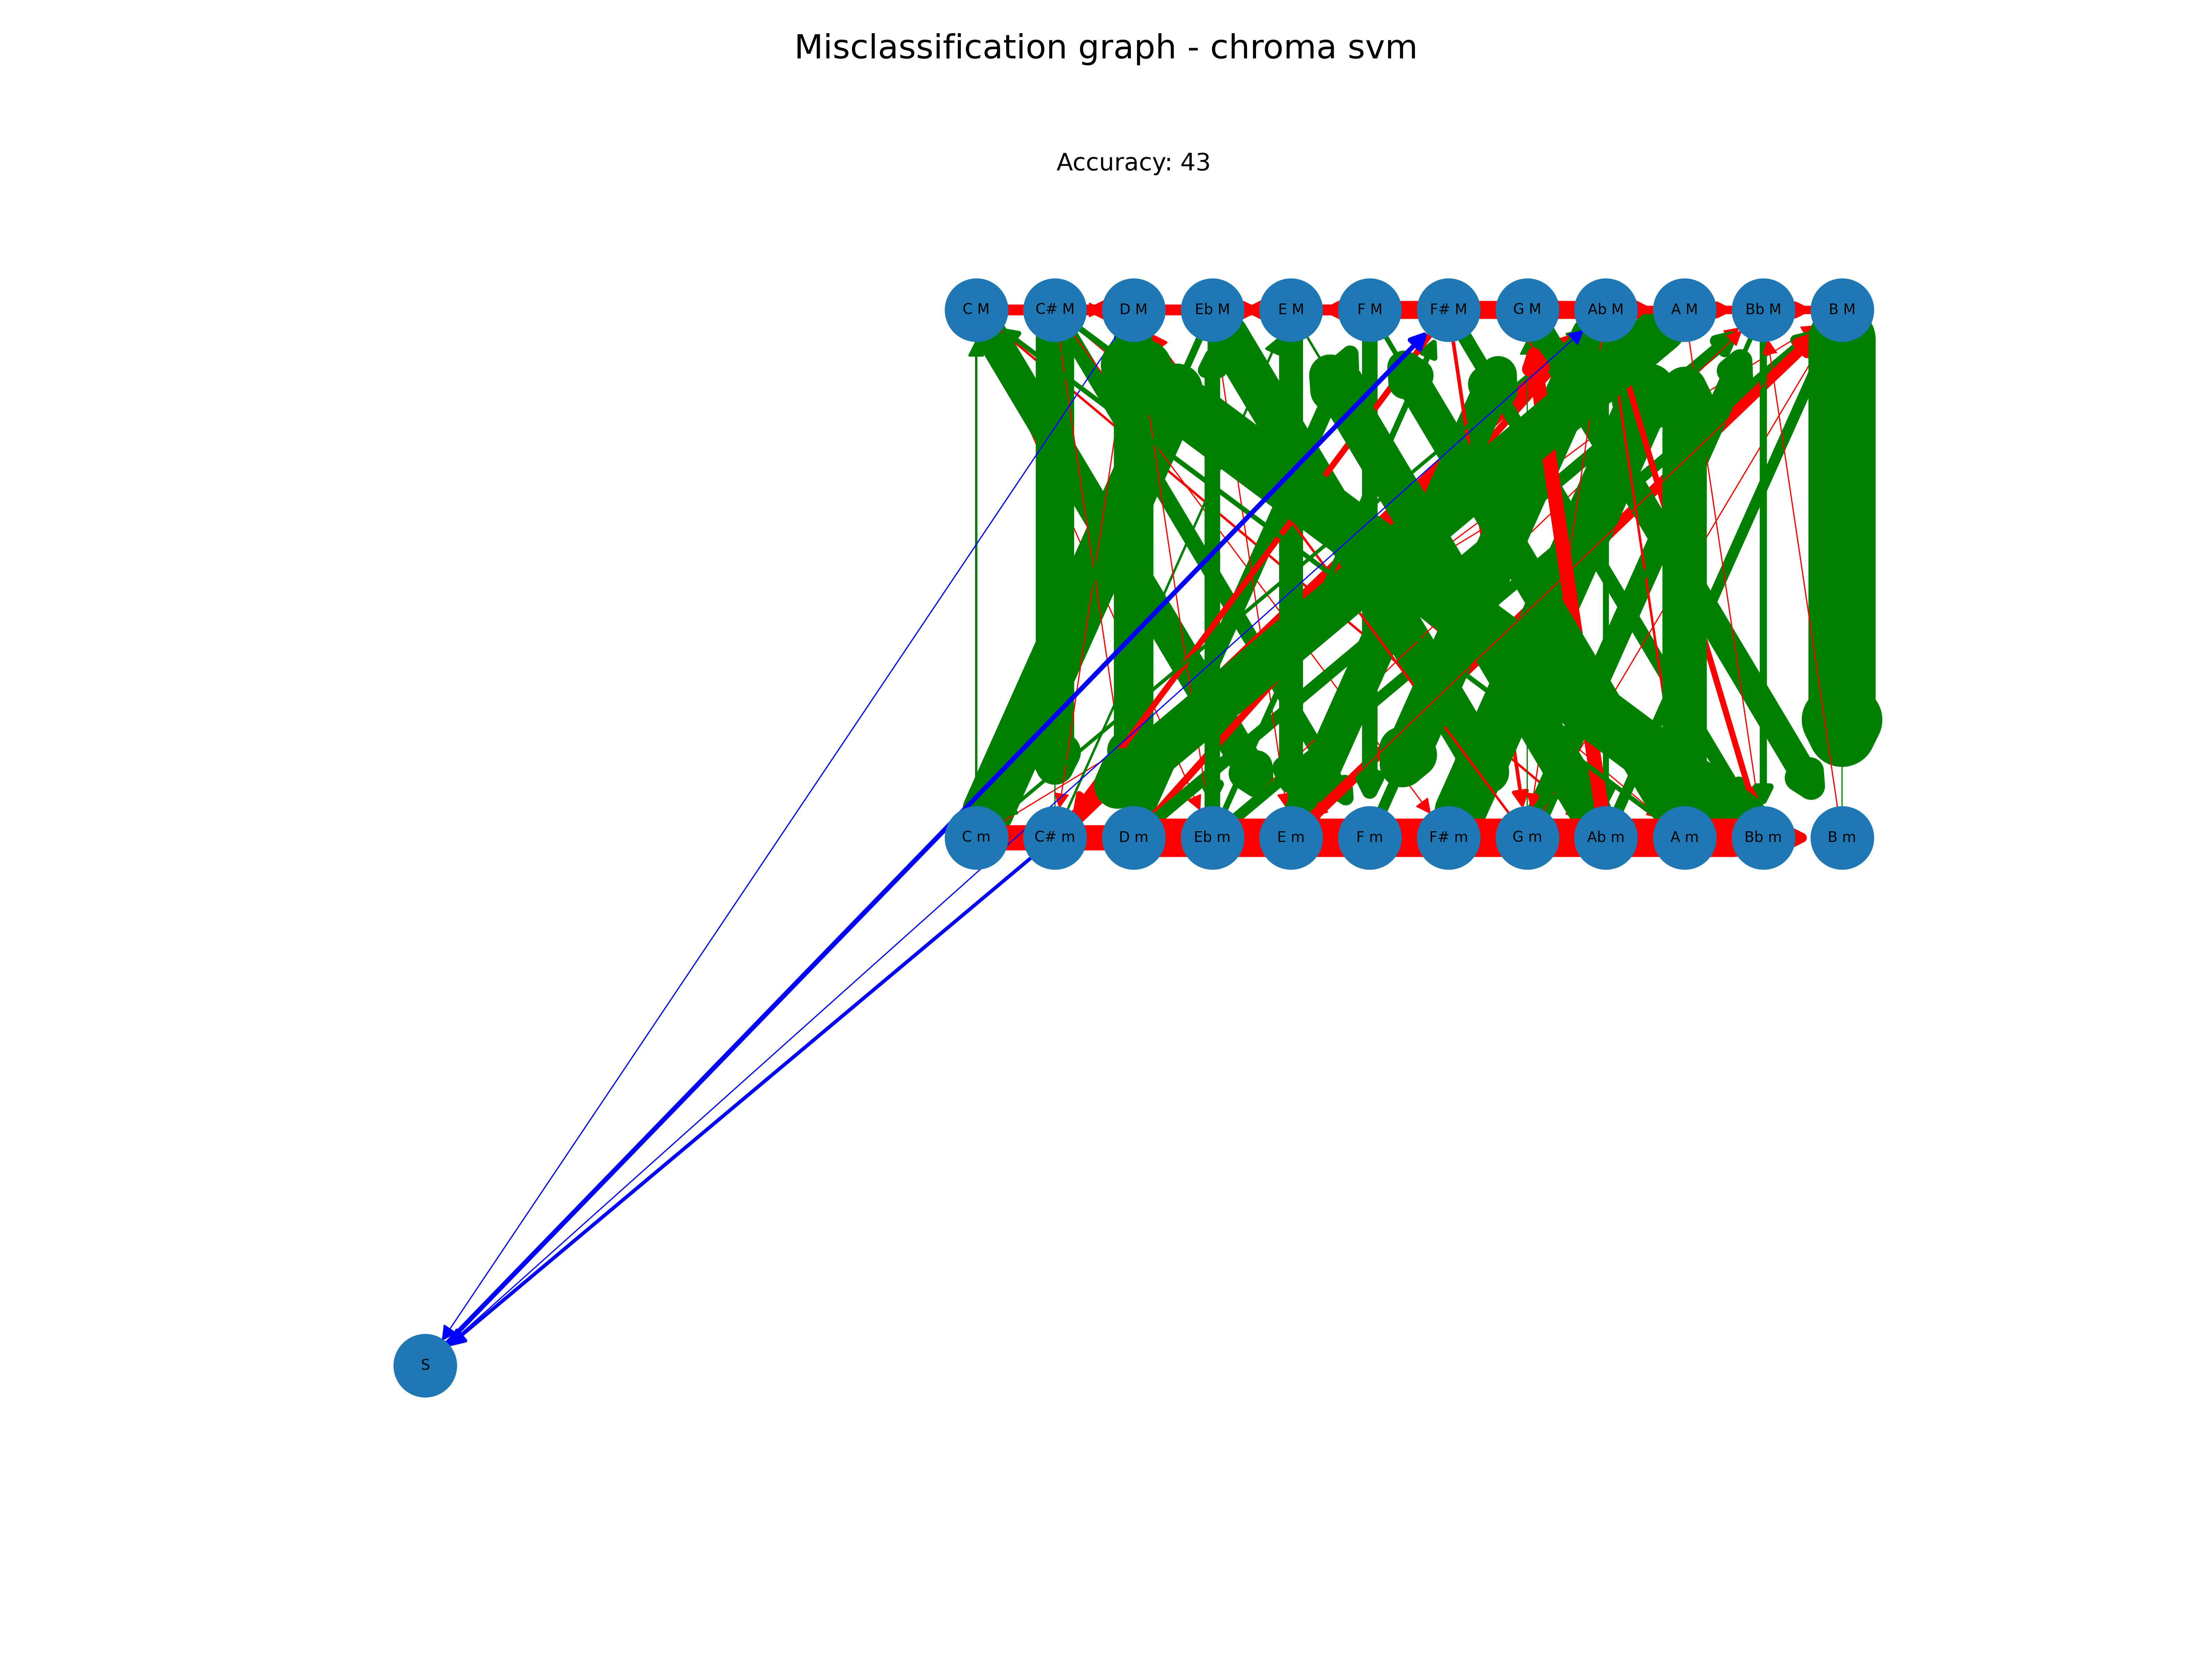 Misclassification graph - chroma svm
Accuracy: 43
C M C# M D M Eb M E M F M F# M G M Ab M A M Bb M B M
C m C# m D m Eb m E m F m F# m G m Ab m A m Bb m B m
S